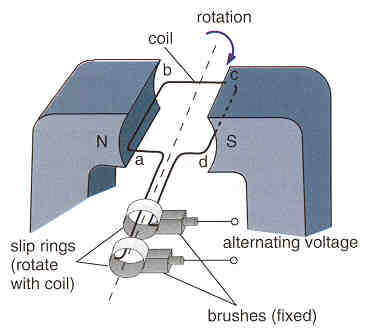 rotation
coil
b
c
N
S
a
d
slip rings
(rotate
with coil)
alternating voltage
brushes (fixed)